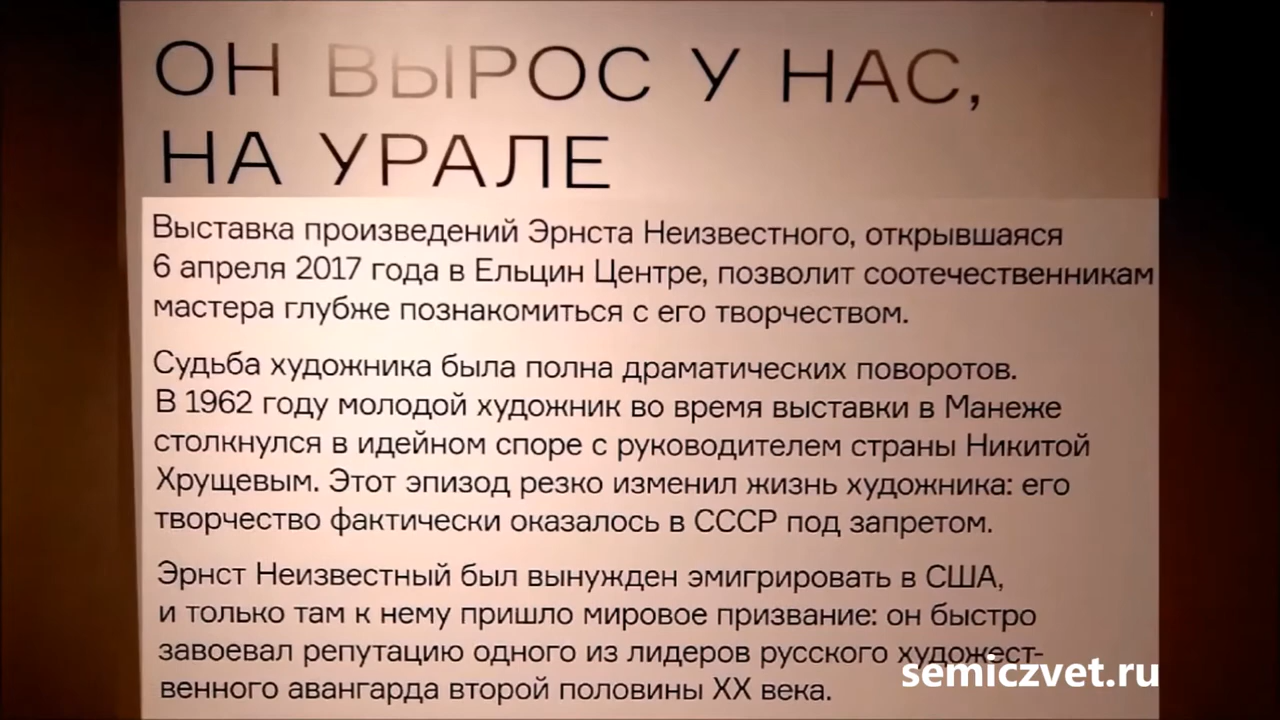 ОН ВЫРОС У НАС,
НА УРАЛЕ
Выставка произведений Эрнста Неизвестного, открывшаяся
6 апреля 2017 года в Ельцин Центре, позволит соотечественникам
мастера глубже познакомиться с его творчеством.
Судьба художника была полна драматических поворотов.
В 1962 году молодой художник во время выставки в Манеже
столкнулся в идейном споре с руководителем страны Никитой
Хрущевым. Этот эпизод резко изменил жизнь художника: его
творчество фактически оказалось в СССР под запретом.
Эрнст Неизвестный был вынужден эмигрировать в США,
и только там к нему пришло мировое призвание: он быстро
завоевал репутацию одного из лидеров русского художест-
венного авангарда второй половины XX века.
semiczvet.ru